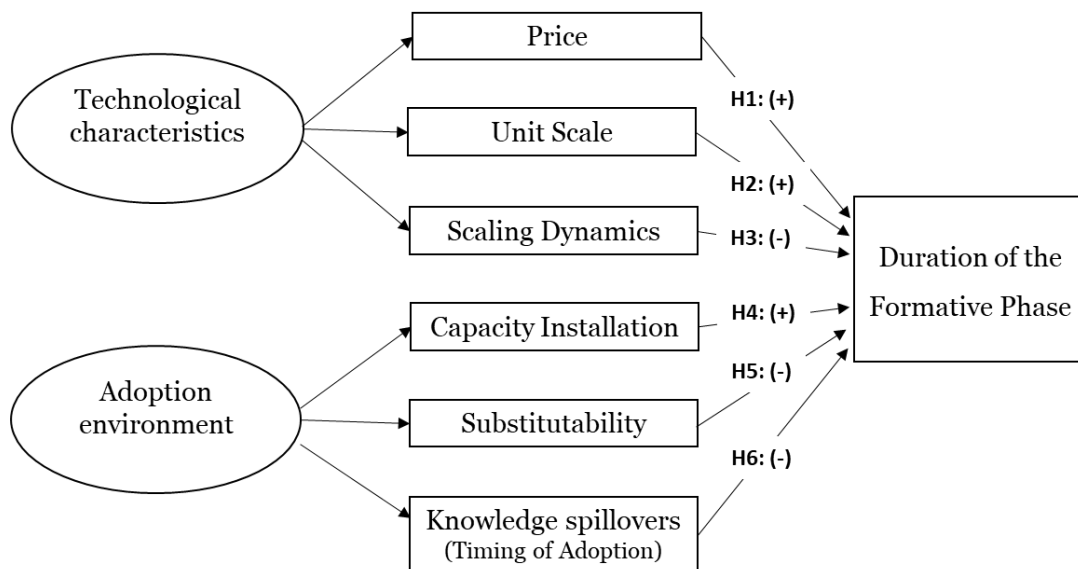 Technological
characteristics
Price
Unit Scale
Scaling Dynamics
H1: (+)
H2: (+)
H3: (-)
Adoption
environment
Capacity Installation
Substitutability
Knowledge spillovers
(Timing of Adoption)
H4: (+)
H5: (-)
H6: (-)
Duration of the
Formative Phase